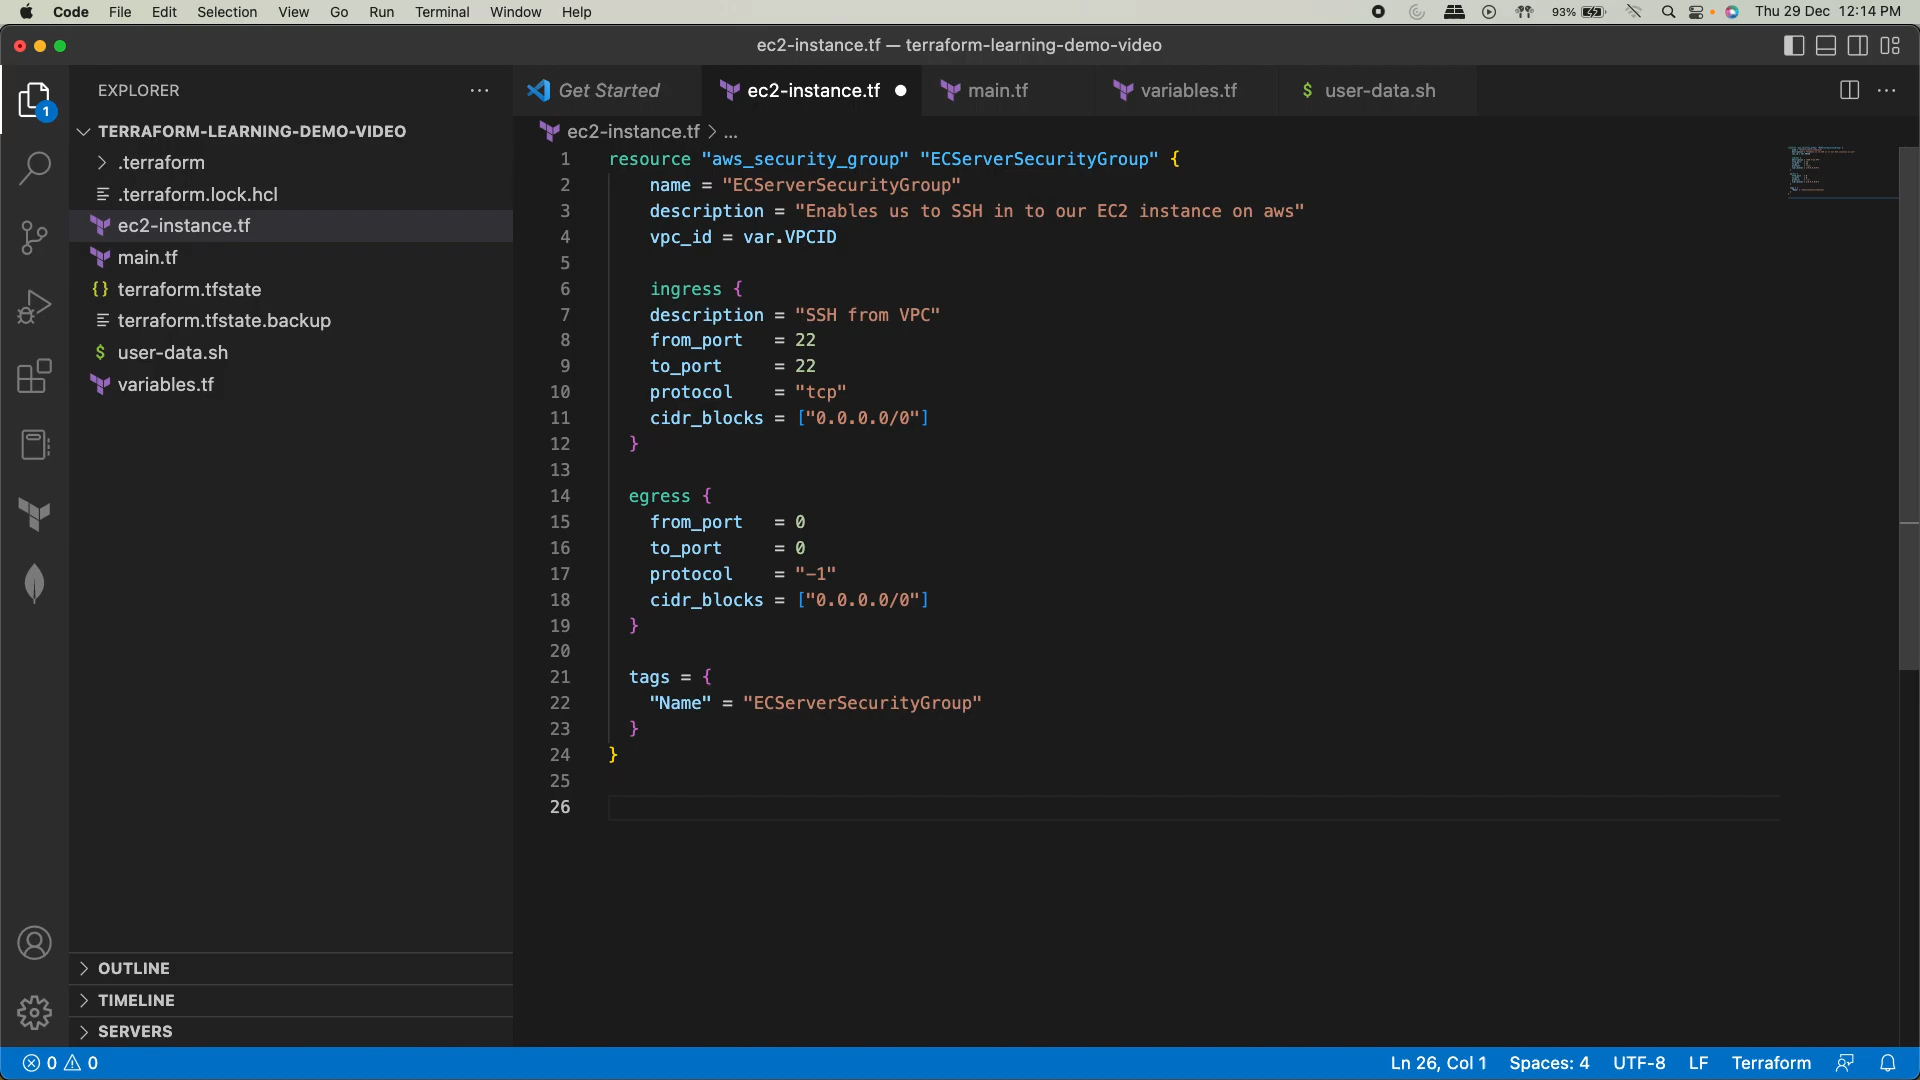 Code File Edit Selection View Go Run Terminal Window Help 93% Thu 29 Dec 12:14 PM
ec2-instance.tf — terraform-learning-demo-video
EXPLORER ···
Get Started ec2-instance.tf main.tf variables.tf $ user-data.sh ···
1
TERRAFORM-LEARNING-DEMO-VIDEO
.terraform
.terraform.lock.hcl
ec2-instance.tf
main.tf
{} terraform.tfstate
terraform.tfstate.backup
$ user-data.sh
variables.tf
OUTLINE
TIMELINE
SERVERS
ec2-instance.tf > ...
1 resource "aws_security_group" "ECServerSecurityGroup" {
2 name = "ECServerSecurityGroup"
3 description = "Enables us to SSH in to our EC2 instance on aws"
4 vpc_id = var.VPCID
5
6 ingress {
7 description = "SSH from VPC"
8 from_port = 22
9 to_port = 22
10 protocol = "tcp"
11 cidr_blocks = ["0.0.0.0/0"]
12 }
13
14 egress {
15 from_port = 0
16 to_port = 0
17 protocol = "-1"
18 cidr_blocks = ["0.0.0.0/0"]
19 }
20
21 tags = {
22 "Name" = "ECServerSecurityGroup"
23 }
24 }
25
26
0 0 Ln 26, Col 1 Spaces: 4 UTF-8 LF Terraform